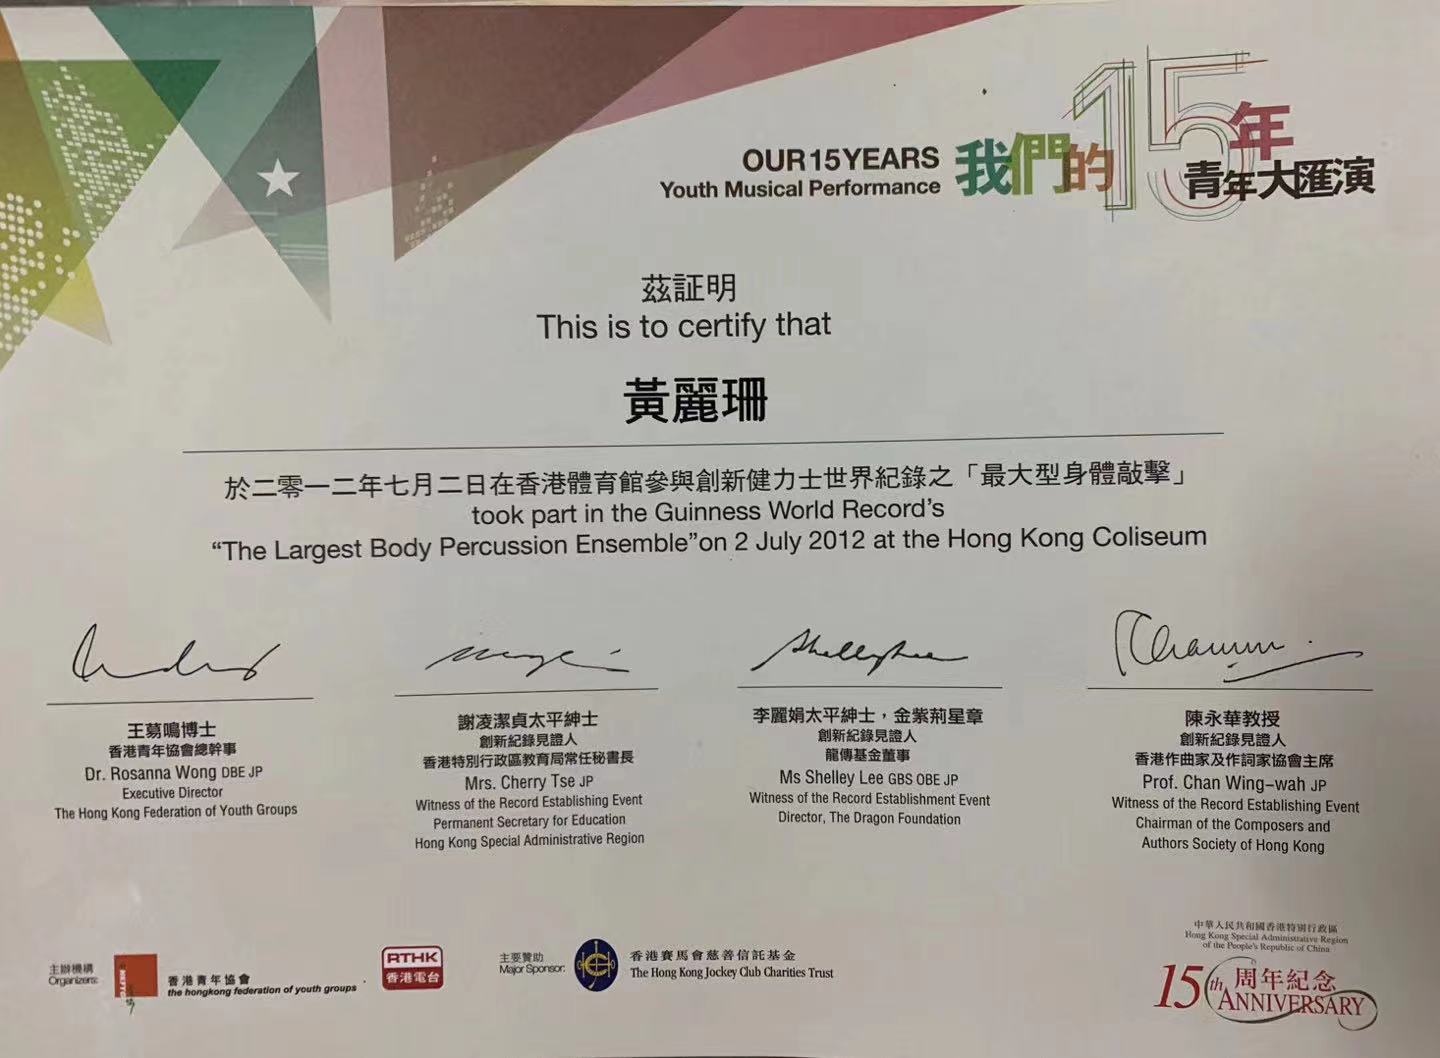 OUR 15 YEARS
Youth Musical Performance
我們的15年
青年大匯演
茲証明
This is to certify that
黃麗珊
於二零一二年七月二日在香港體育館參與創新健力士世界紀錄之「最大型身體敲擊」
took part in the Guinness World Record's
“The Largest Body Percussion Ensemble”on 2 July 2012 at the Hong Kong Coliseum
王䓪鳴博士
香港青年協會總幹事
Dr. Rosanna Wong DBE JP
Executive Director
The Hong Kong Federation of Youth Groups
謝凌潔貞太平紳士
創新紀錄見證人
香港特別行政區教育局常任秘書長
Mrs. Cherry Tse JP
Witness of the Record Establishing Event
Permanent Secretary for Education
Hong Kong Special Administrative Region
李麗娟太平紳士，金紫荊星章
創新紀錄見證人
龍傳基金董事
Ms Shelley Lee GBS OBE JP
Witness of the Record Establishment Event
Director, The Dragon Foundation
陳永華教授
創新紀錄見證人
香港作曲家及作詞家協會主席
Prof. Chan Wing-wah JP
Witness of the Record Establishing Event
Chairman of the Composers and
Authors Society of Hong Kong
主辦機構
Organizers:
香港青年協會
the hongkong federation of youth groups
RTHK
香港電台
主要贊助
Major Sponsor:
香港賽馬會慈善信託基金
The Hong Kong Jockey Club Charities Trust
中華人民共和國香港特別行政區
Hong Kong Special Administrative Region
of the People's Republic of China
15th 周年紀念
ANNIVERSARY